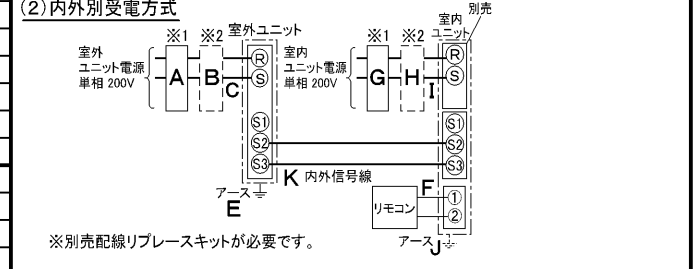 (2)内外別受電方式
別売
※1 ※2 室外ユニット
※1 ※2 室内
ユニット
室外
ユニット電源
単相 200V
A B C
R
S
室内
ユニット電源
単相 200V
G H I
R
S
S1
S2
S3
S1
S2
S3
K 内外信号線
アース
E
リモコン
F
1
2
アース J
※別売配線リプレースキットが必要です。